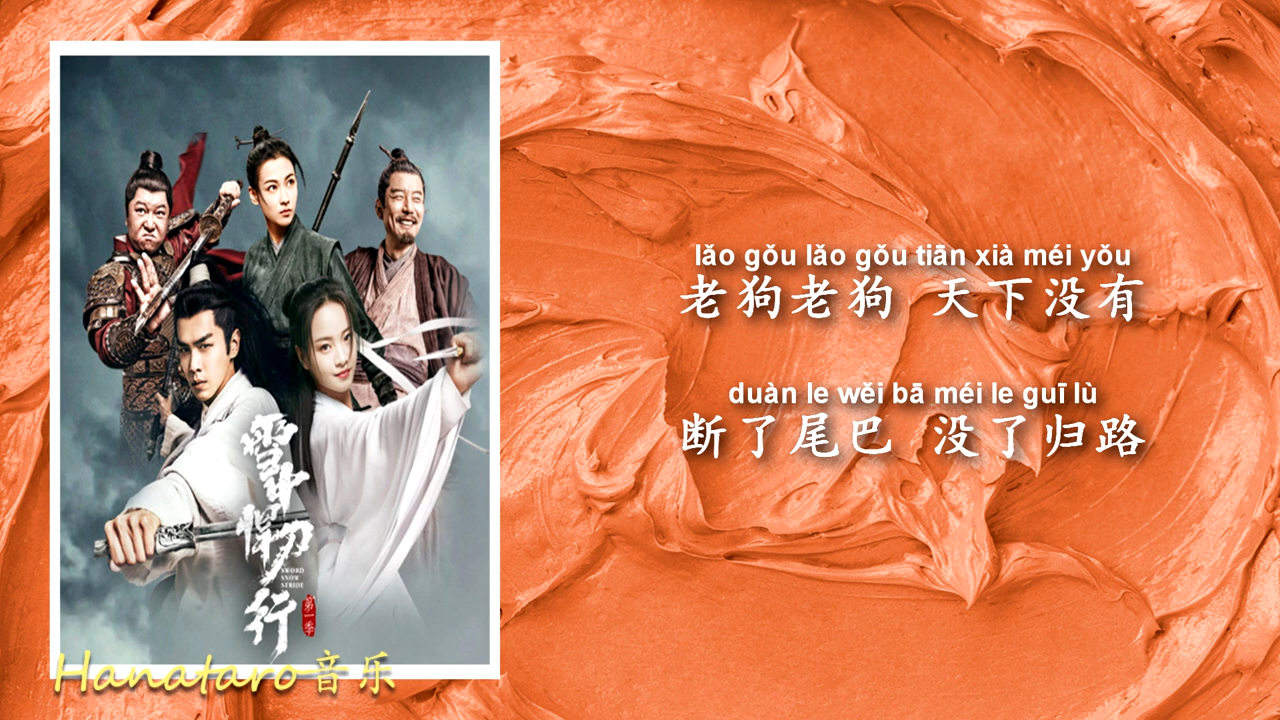 雪中悍刀行
SWORD
SNOW
STRIDE
第一季
Hanataro音乐
lǎo gǒu lǎo gǒu tiān xià méi yǒu
老狗老狗 天下没有
duàn le wěi bā méi le guī lù
断了尾巴 没了归路